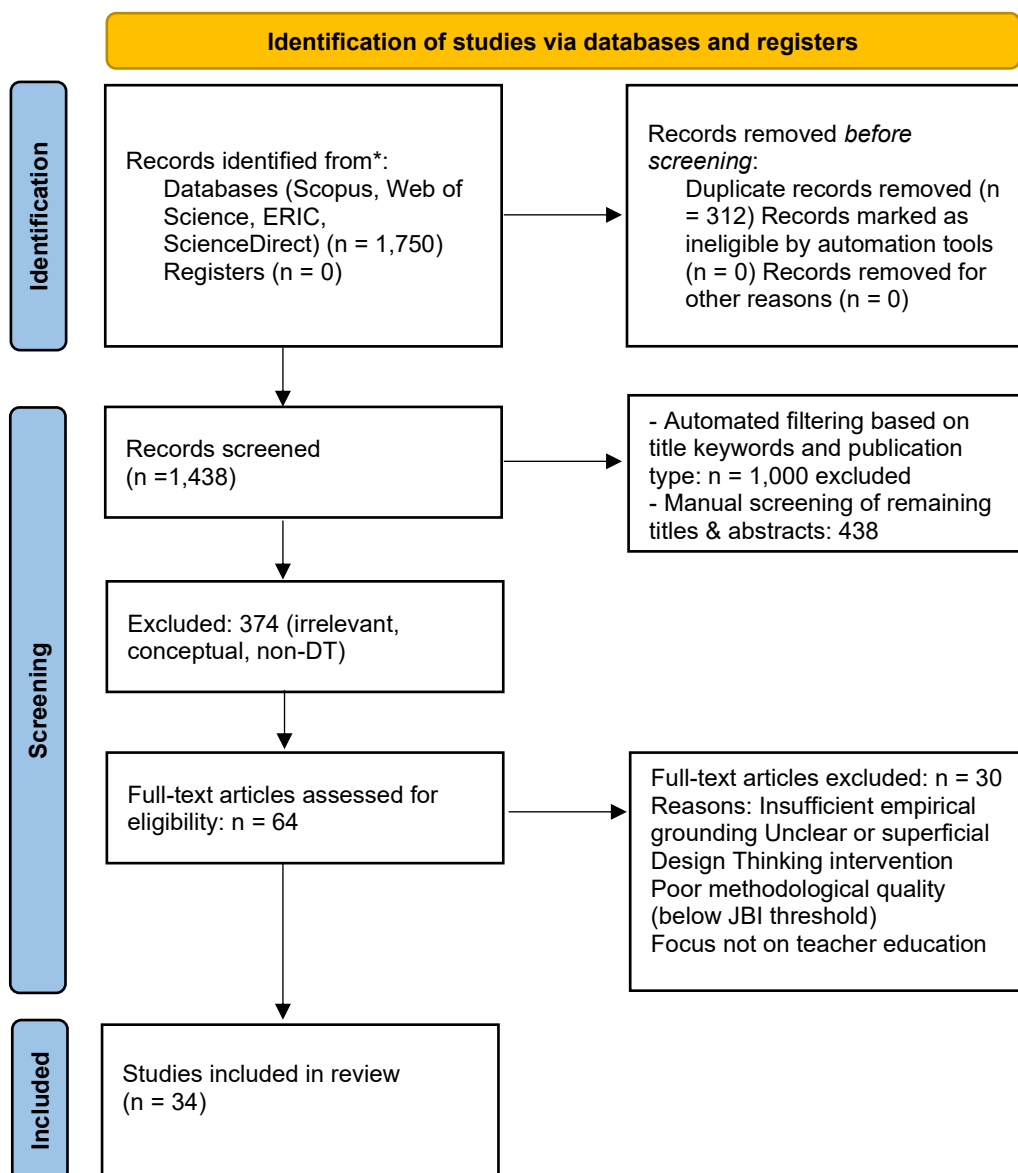 Identification of studies via databases and registers
Identification
Records identified from*:
Databases (Scopus, Web of
Science, ERIC,
ScienceDirect) (n = 1,750)
Registers (n = 0)
Records removed before
screening:
Duplicate records removed (n
= 312) Records marked as
ineligible by automation tools
(n = 0) Records removed for
other reasons (n = 0)
Screening
Records screened
(n =1,438)
- Automated filtering based on
title keywords and publication
type: n = 1,000 excluded
- Manual screening of remaining
titles & abstracts: 438
Excluded: 374 (irrelevant,
conceptual, non-DT)
Full-text articles assessed for
eligibility: n = 64
Full-text articles excluded: n = 30
Reasons: Insufficient empirical
grounding Unclear or superficial
Design Thinking intervention
Poor methodological quality
(below JBI threshold)
Focus not on teacher education
Included
Studies included in review
(n = 34)